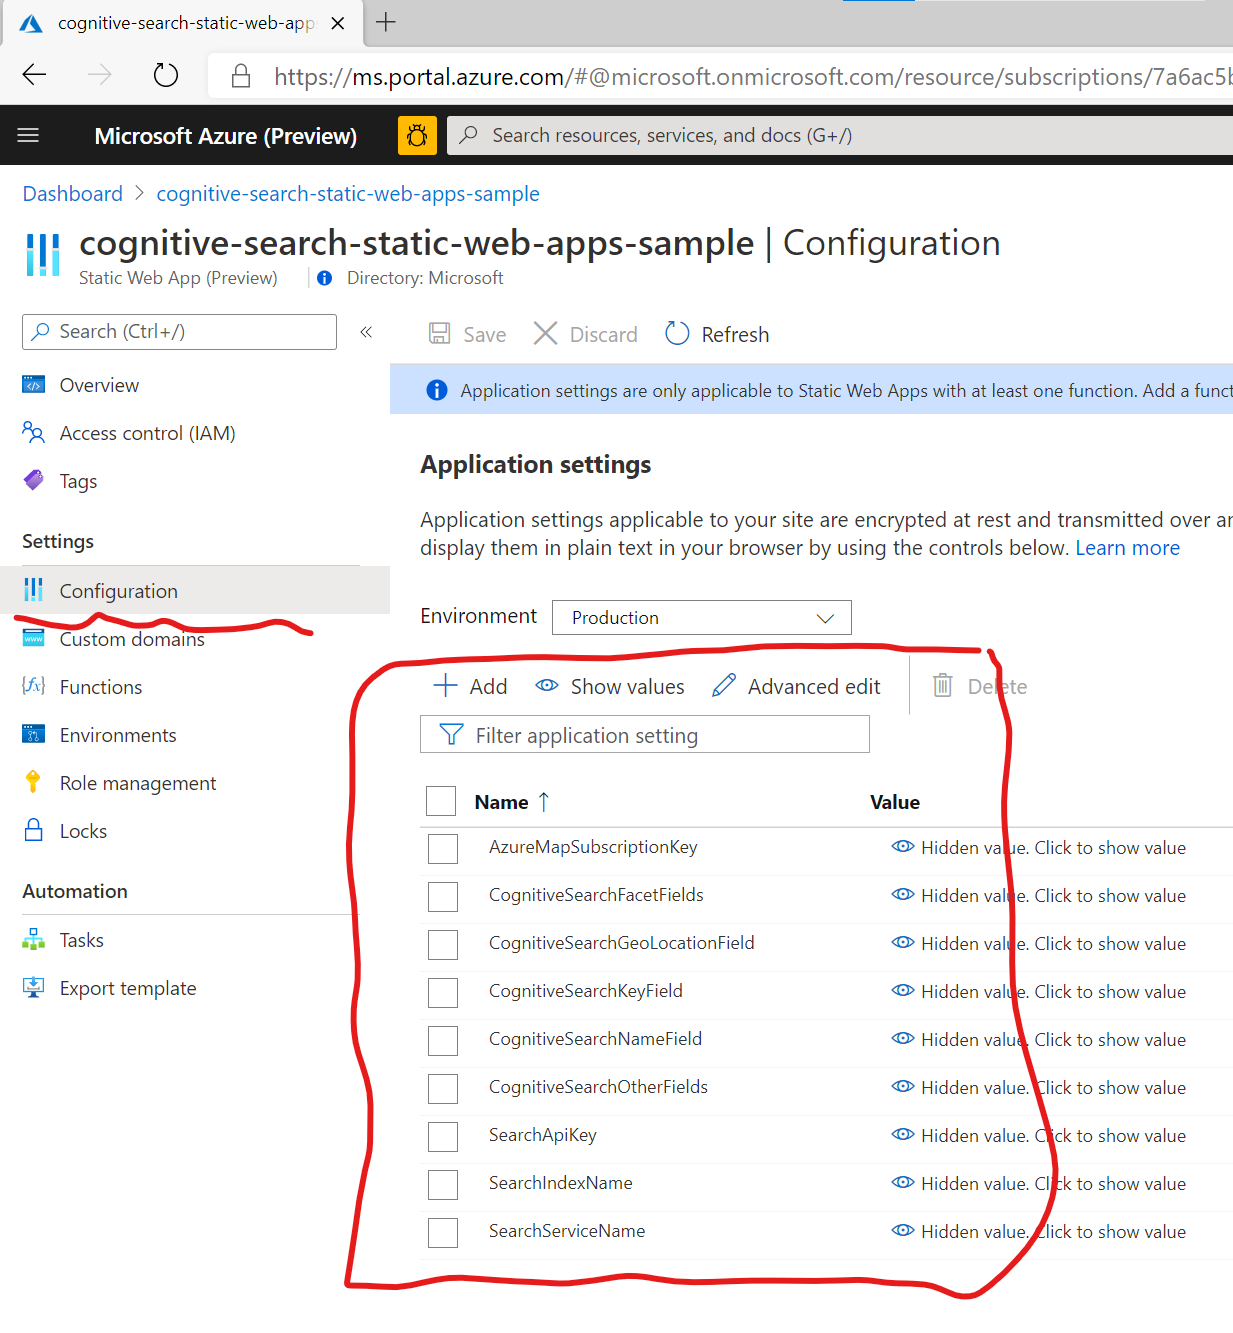 cognitive-search-static-web-apps
https://ms.portal.azure.com/#@microsoft.onmicrosoft.com/resource/subscriptions/7a6ac5b
Microsoft Azure (Preview)
Search resources, services, and docs (G+/)
Dashboard > cognitive-search-static-web-apps-sample
cognitive-search-static-web-apps-sample | Configuration
Static Web App (Preview) | Directory: Microsoft
Search (Ctrl+/)
«
Save Discard Refresh
Overview
Access control (IAM)
Tags
Settings
Configuration
Custom domains
Functions
Environments
Role management
Locks
Automation
Tasks
Export template
Application settings are only applicable to Static Web Apps with at least one function. Add a funct
Application settings
Application settings applicable to your site are encrypted at rest and transmitted over an
display them in plain text in your browser by using the controls below. Learn more
Environment Production
Add Show values Advanced edit Delete
Filter application setting
Name ↑ Value
AzureMapSubscriptionKey Hidden value. Click to show value
CognitiveSearchFacetFields Hidden value. Click to show value
CognitiveSearchGeoLocationField Hidden value. Click to show value
CognitiveSearchKeyField Hidden value. Click to show value
CognitiveSearchNameField Hidden value. Click to show value
CognitiveSearchOtherFields Hidden value. Click to show value
SearchApiKey Hidden value. Click to show value
SearchIndexName Hidden value. Click to show value
SearchServiceName Hidden value. Click to show value